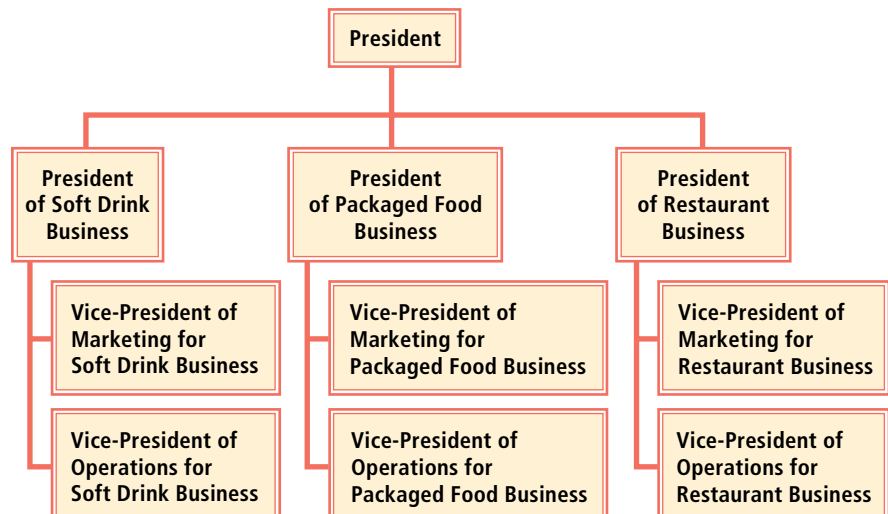 President
President
of Soft Drink
Business
President
of Packaged Food
Business
President
of Restaurant
Business
Vice-President of
Marketing for
Soft Drink Business
Vice-President of
Marketing for
Packaged Food Business
Vice-President of
Marketing for
Restaurant Business
Vice-President of
Operations for
Soft Drink Business
Vice-President of
Operations for
Packaged Food Business
Vice-President of
Operations for
Restaurant Business